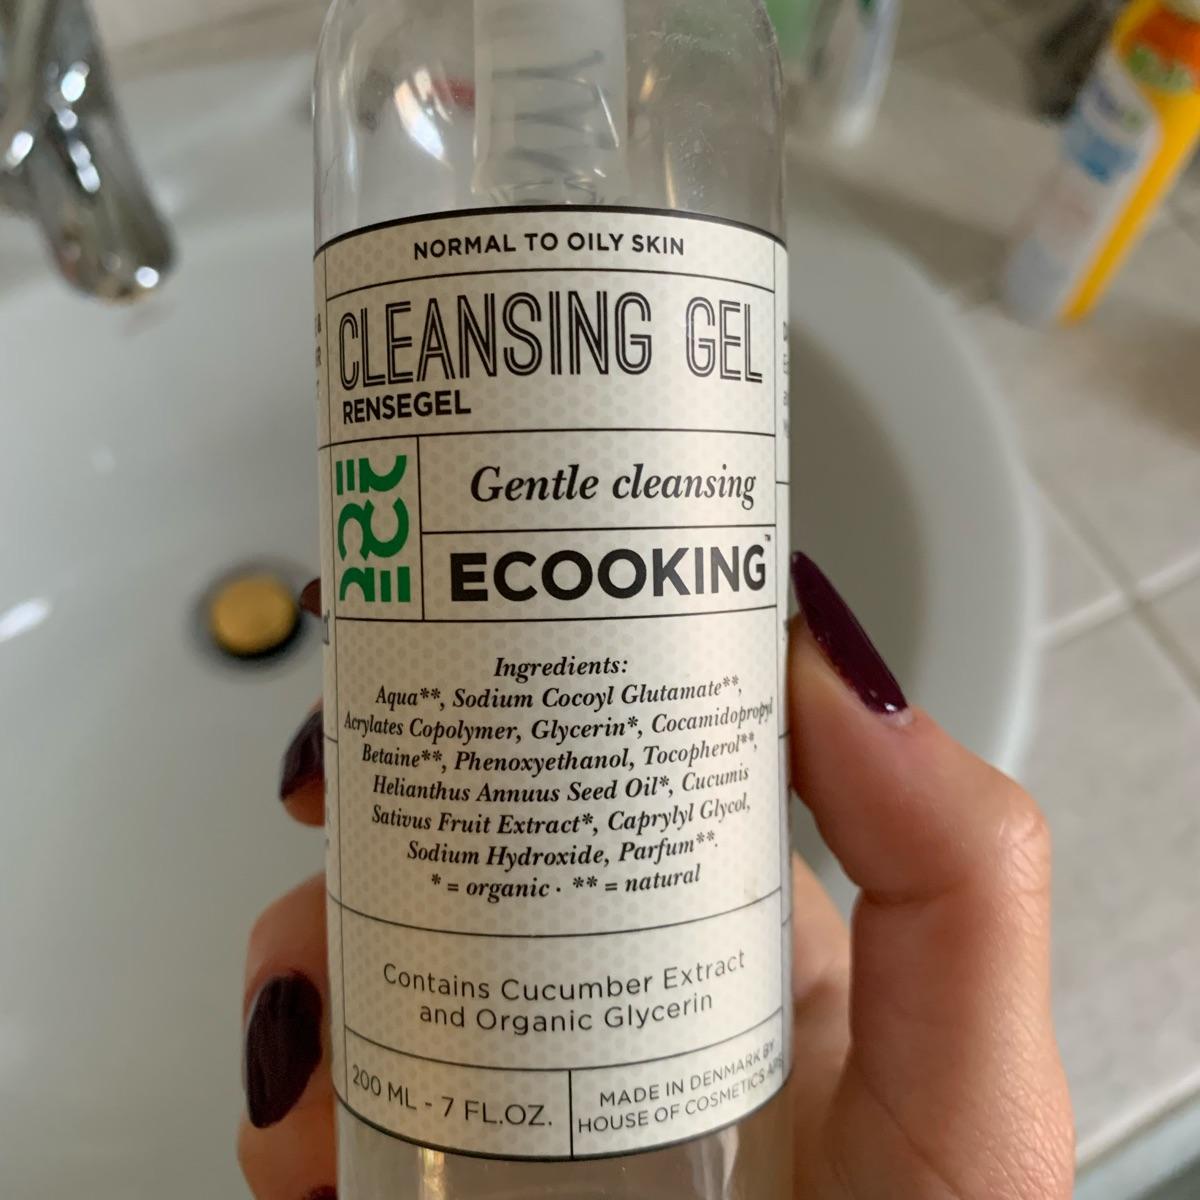 NORMAL TO OILY SKIN
CLEANSING GEL
RENSEGEL
Gentle cleansing
ECOOKING™
Ingredients:
Aqua**, Sodium Cocoyl Glutamate**,
Acrylates Copolymer, Glycerin*, Cocamidopropyl
Betaine**, Phenoxyethanol, Tocopherol**,
Helianthus Annuus Seed Oil*, Cucumis
Sativus Fruit Extract*, Caprylyl Glycol,
Sodium Hydroxide, Parfum**.
* = organic · ** = natural
Contains Cucumber Extract
and Organic Glycerin
200 ML - 7 FL.OZ.
MADE IN DENMARK BY
HOUSE OF COSMETICS APS